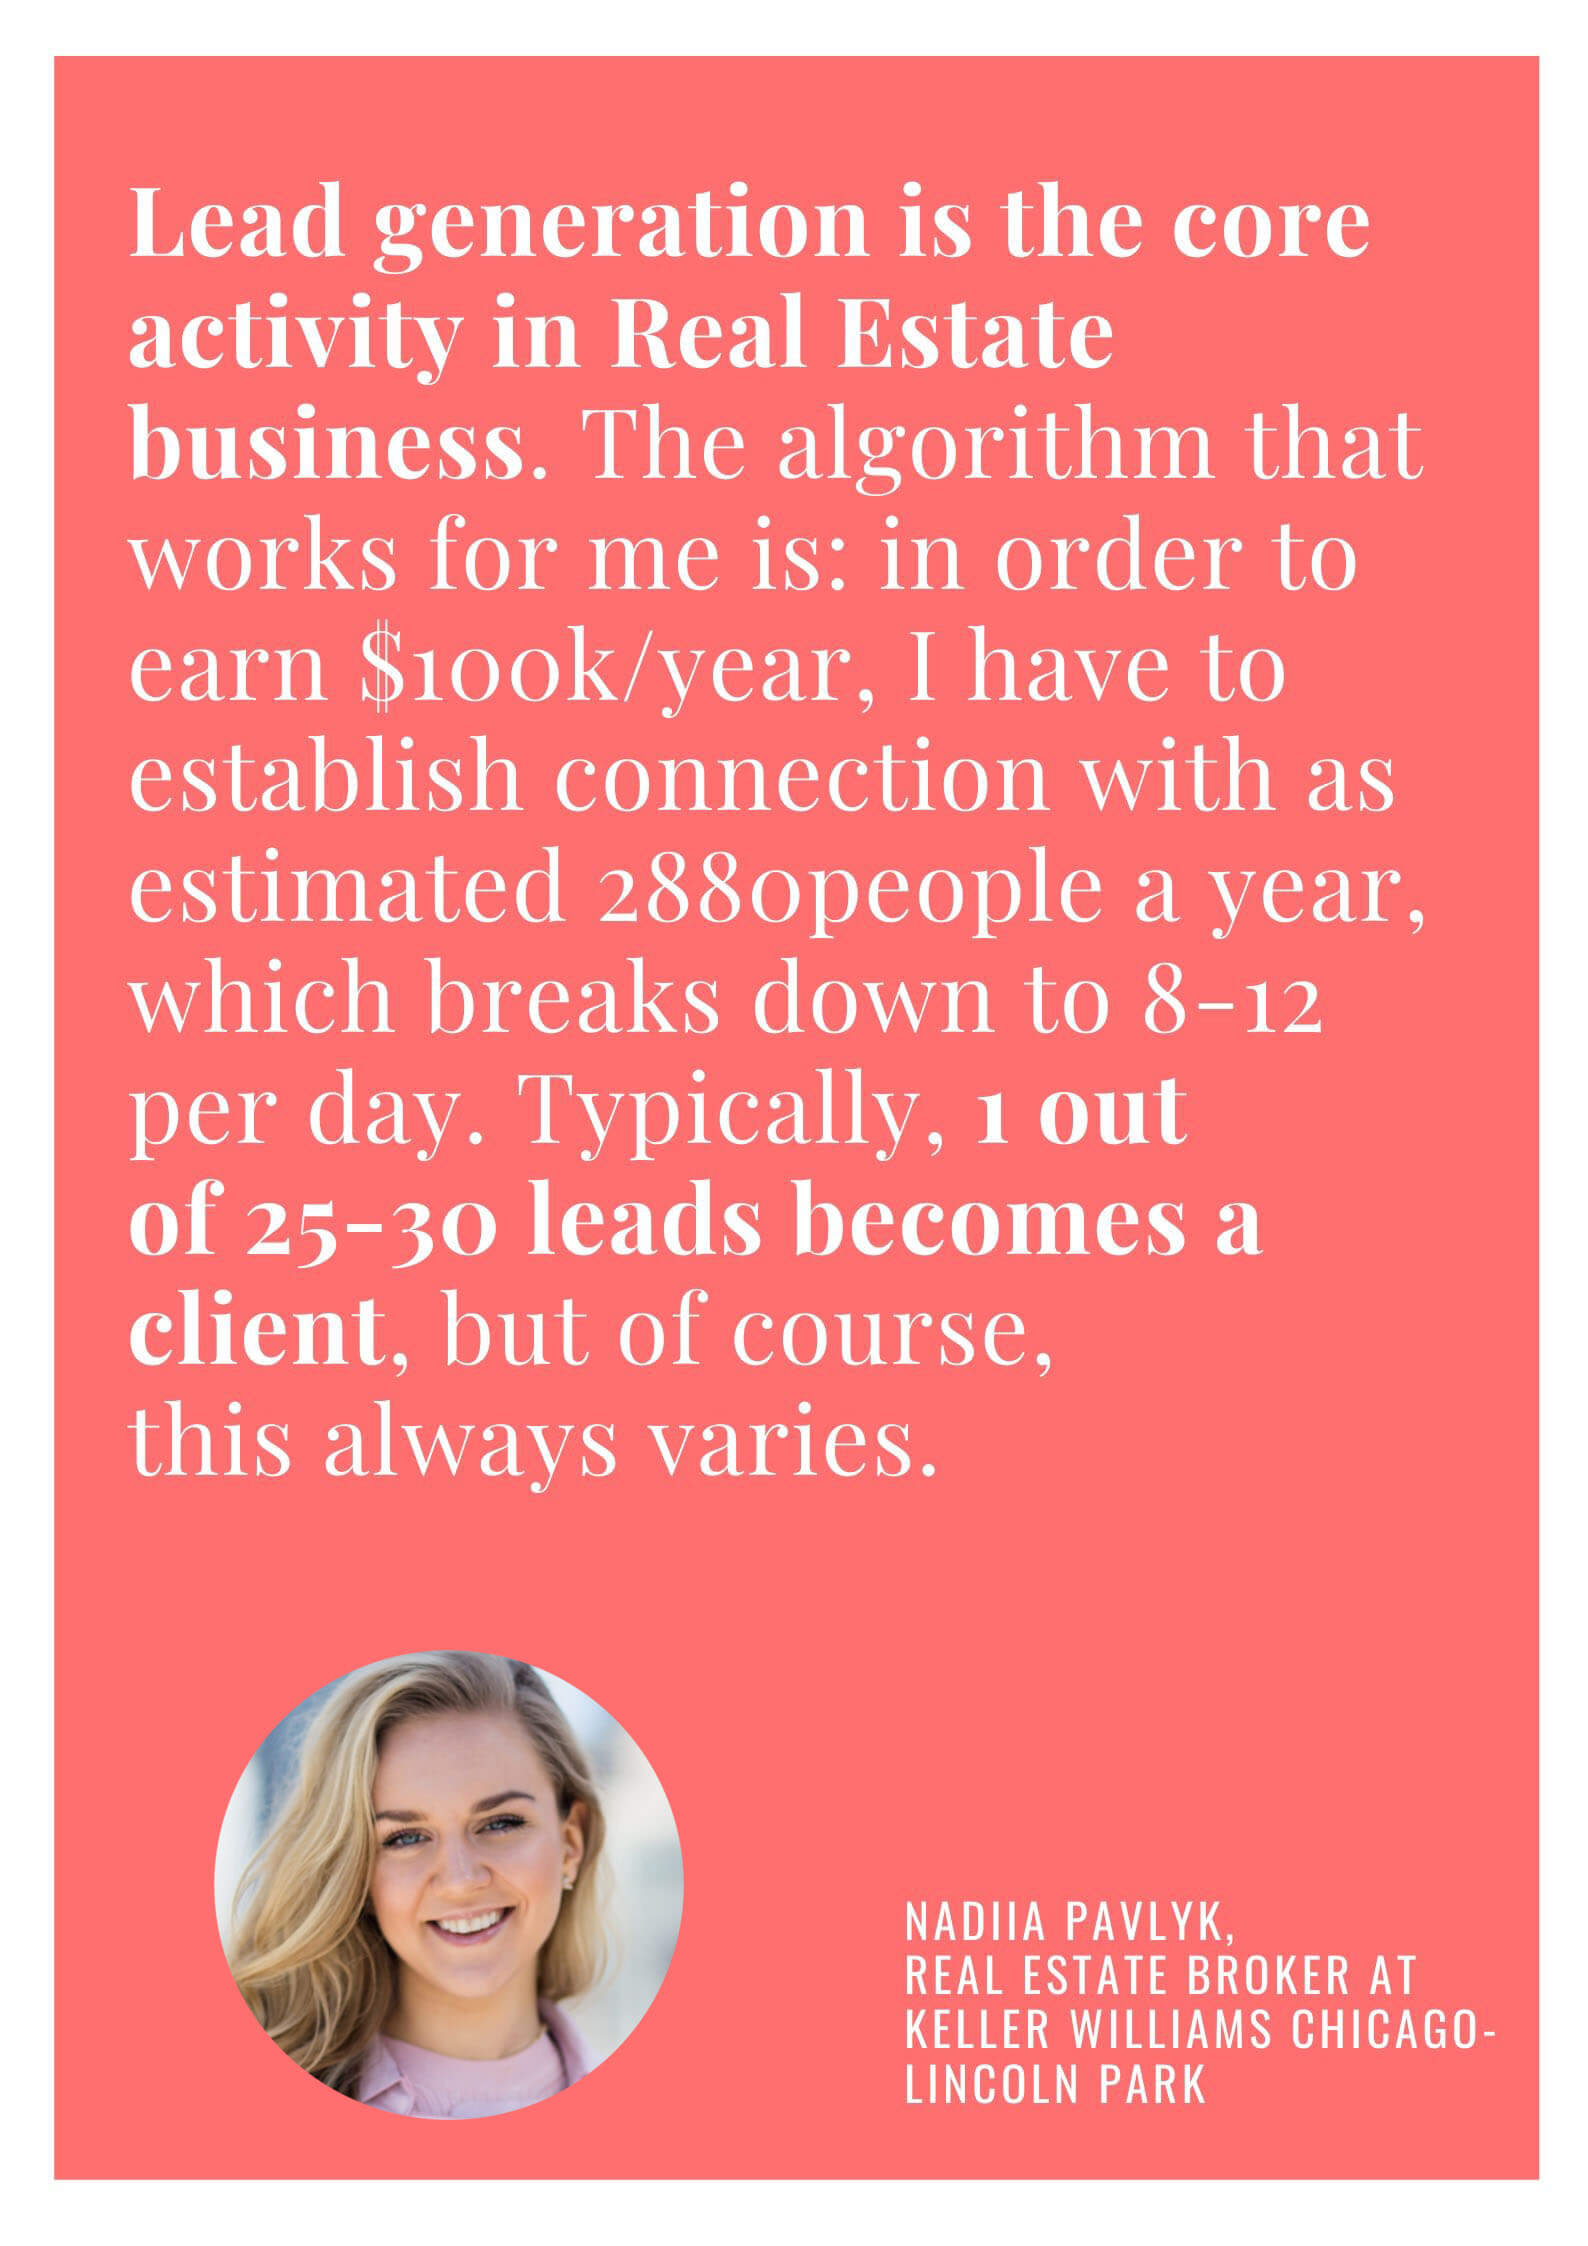 Lead generation is the core
activity in Real Estate
business. The algorithm that
works for me is: in order to
earn $100k/year, I have to
establish connection with as
estimated 2880people a year,
which breaks down to 8-12
per day. Typically, 1 out
of 25-30 leads becomes a
client, but of course,
this always varies.
NADIIA PAVLYK,
REAL ESTATE BROKER AT
KELLER WILLIAMS CHICAGO-
LINCOLN PARK